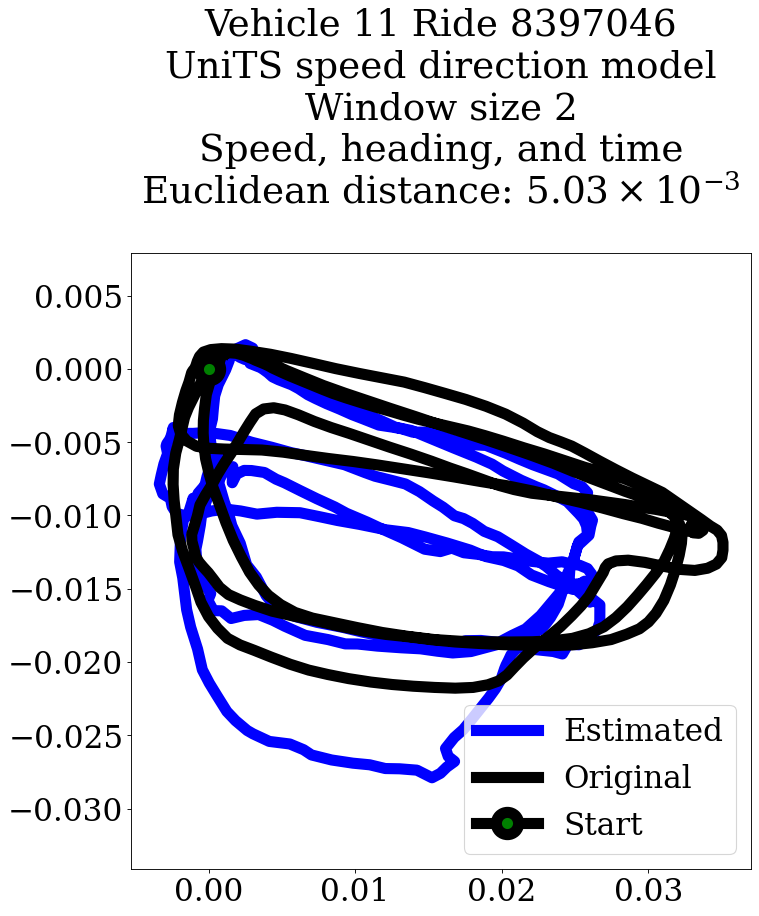 Vehicle 11 Ride 8397046
UniTS speed direction model
Window size 2
Speed, heading, and time
Euclidean distance: 5.03 × 10⁻³
0.005
0.000
−0.005
−0.010
−0.015
−0.020
−0.025
−0.030
Estimated
Original
Start
0.00 0.01 0.02 0.03